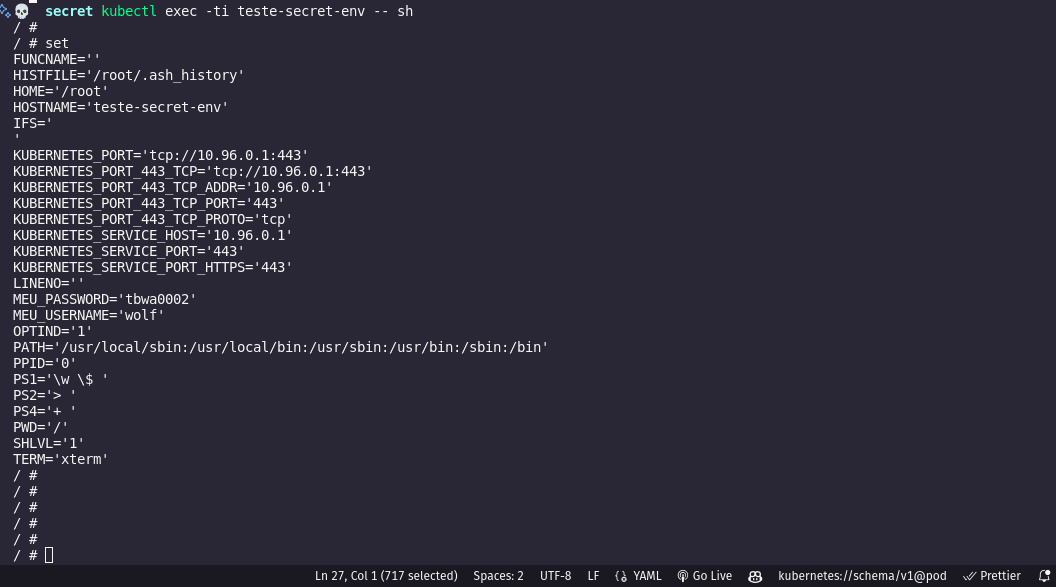 secret kubectl exec -ti teste-secret-env -- sh
/ #
/ # set
FUNCNAME=''
HISTFILE='/root/.ash_history'
HOME='/root'
HOSTNAME='teste-secret-env'
IFS='
'
KUBERNETES_PORT='tcp://10.96.0.1:443'
KUBERNETES_PORT_443_TCP='tcp://10.96.0.1:443'
KUBERNETES_PORT_443_TCP_ADDR='10.96.0.1'
KUBERNETES_PORT_443_TCP_PORT='443'
KUBERNETES_PORT_443_TCP_PROTO='tcp'
KUBERNETES_SERVICE_HOST='10.96.0.1'
KUBERNETES_SERVICE_PORT='443'
KUBERNETES_SERVICE_PORT_HTTPS='443'
LINENO=''
MEU_PASSWORD='tbwa0002'
MEU_USERNAME='wolf'
OPTIND='1'
PATH='/usr/local/sbin:/usr/local/bin:/usr/sbin:/usr/bin:/sbin:/bin'
PPID='0'
PS1='\w \$ '
PS2='> '
PS4='+ '
PWD='/'
SHLVL='1'
TERM='xterm'
/ #
/ #
/ #
/ #
/ #
/ #
Ln 27, Col 1 (717 selected) Spaces: 2 UTF-8 LF {} YAML Go Live kubernetes://schema/v1@pod Prettier